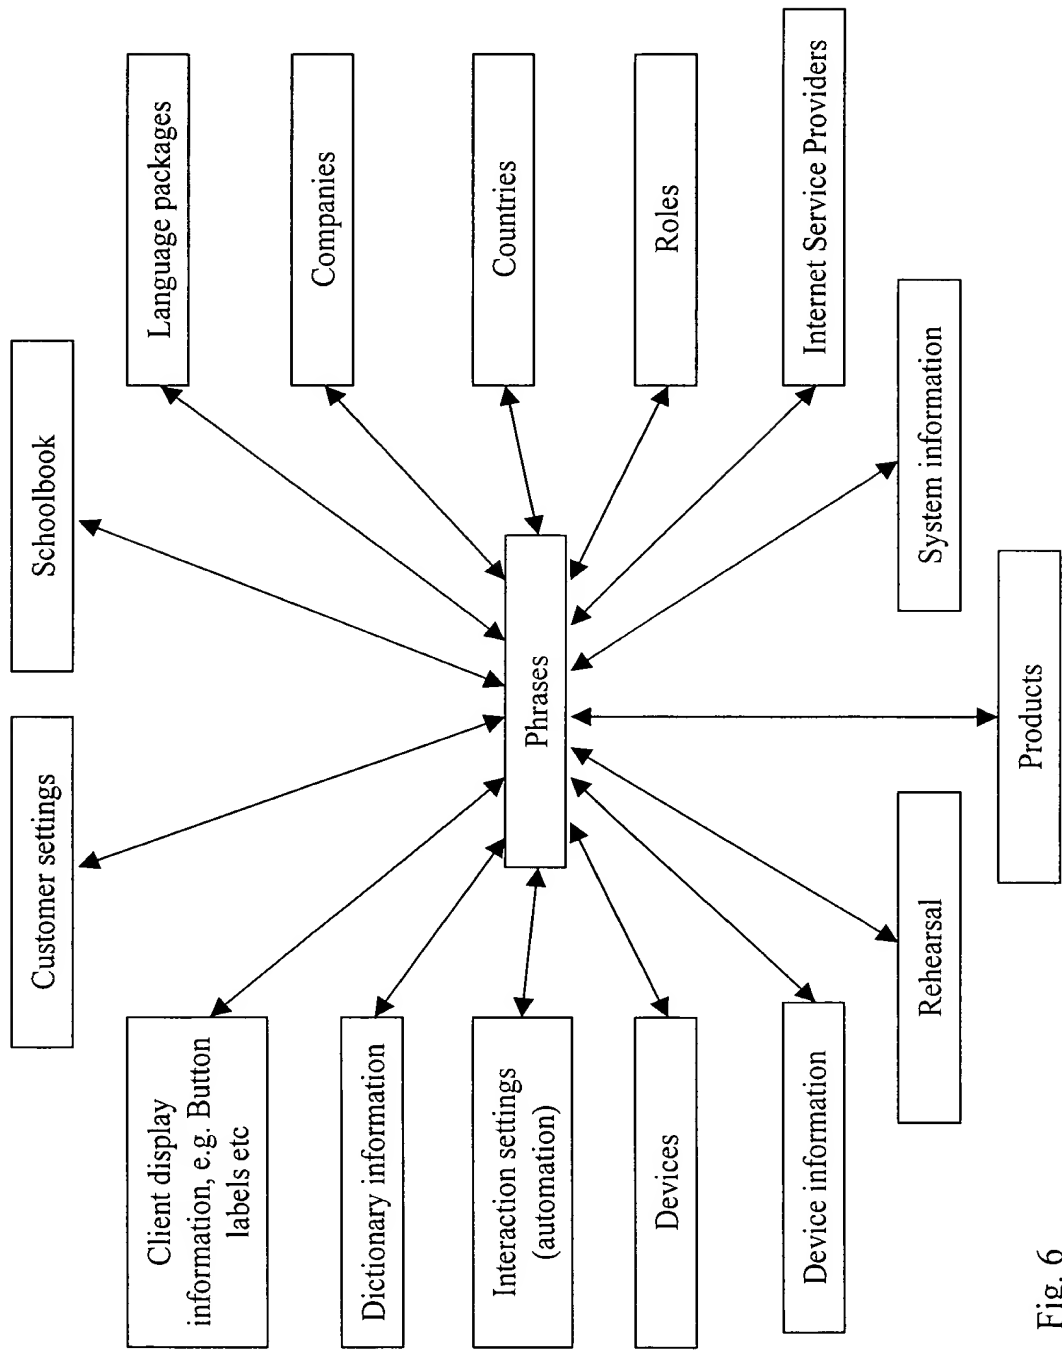 Customer settings
Schoolbook
Client display
information, e.g. Button
labels etc
Language packages
Dictionary information
Companies
Interaction settings
(automation)
Phrases
Countries
Devices
Roles
Device information
Internet Service Providers
Rehearsal
System information
Products
Fig. 6